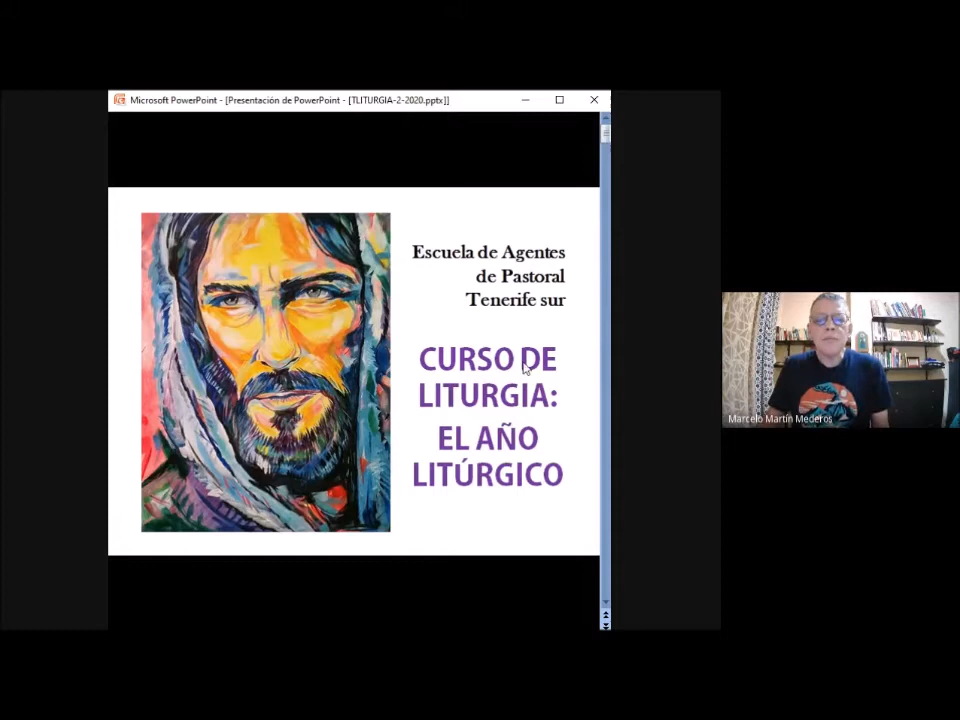 Microsoft PowerPoint - [Presentación de PowerPoint - [TLITURGIA-2-2020.pptx]]
Escuela de Agentes
de Pastoral
Tenerife sur
CURSO DE
LITURGIA:
EL AÑO
LITÚRGICO
Marcelo Martín Mederos